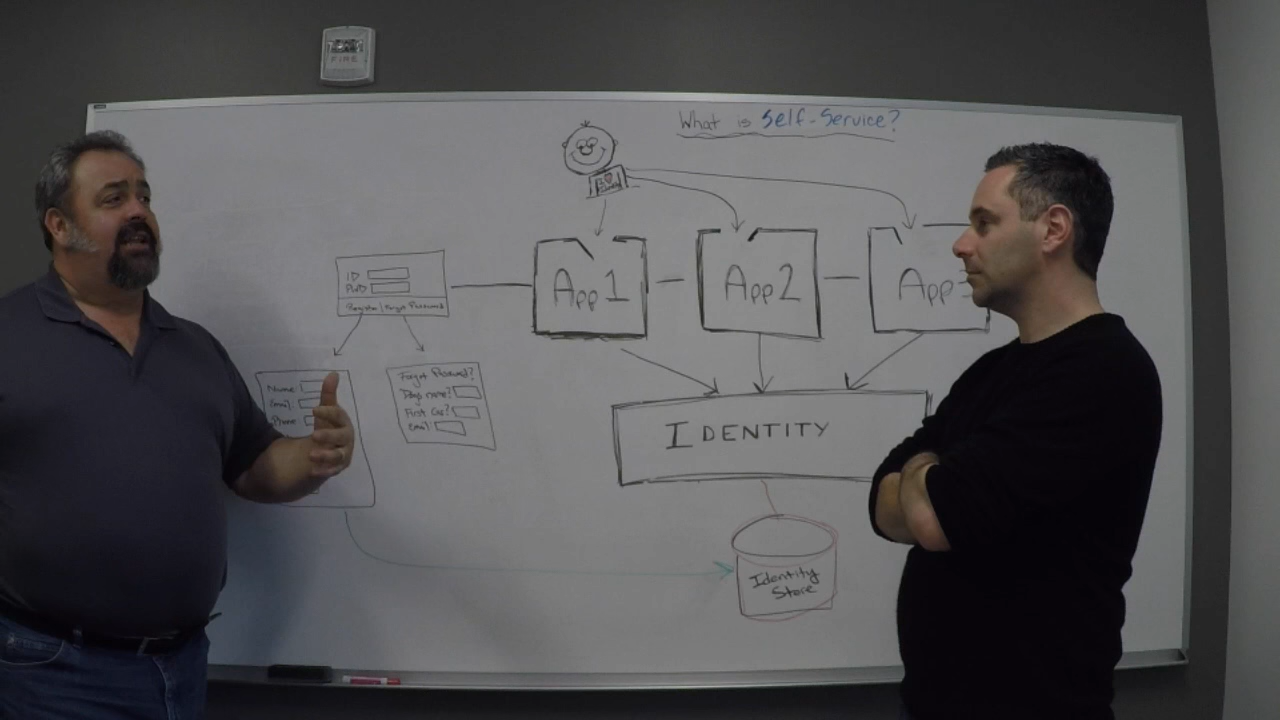 FIRE
What is Self-Service?
I ♥
ID
PWD
Register | Forgot Password
App 1
App 2
App 3
Name:
Email:
Phone:
Forgot Password?
Dogs name?
First Car?
Email:
IDENTITY
Identity
Store